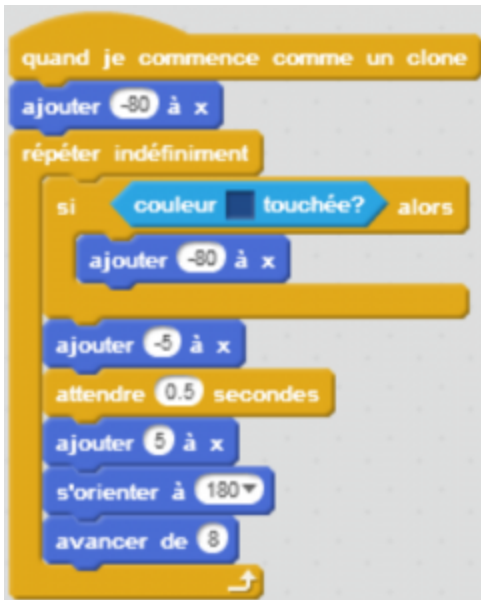 quand je commence comme un clone
ajouter -80 à x
répéter indéfiniment
si couleur touchée? alors
ajouter -80 à x
ajouter -5 à x
attendre 0.5 secondes
ajouter 5 à x
s'orienter à 180
avancer de 8